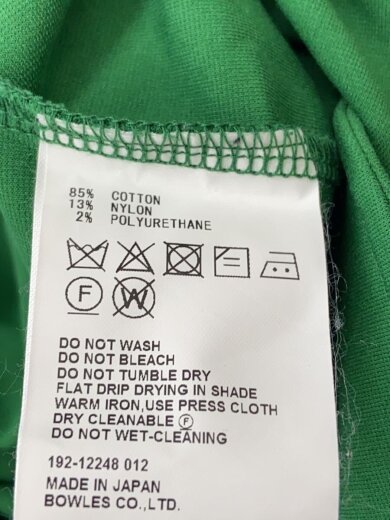 85% COTTON
13% NYLON
2% POLYURETHANE
F W
DO NOT WASH
DO NOT BLEACH
DO NOT TUMBLE DRY
FLAT DRIP DRYING IN SHADE
WARM IRON,USE PRESS CLOTH
DRY CLEANABLE Ⓕ
DO NOT WET-CLEANING
192-12248 012
MADE IN JAPAN
BOWLES CO.,LTD.